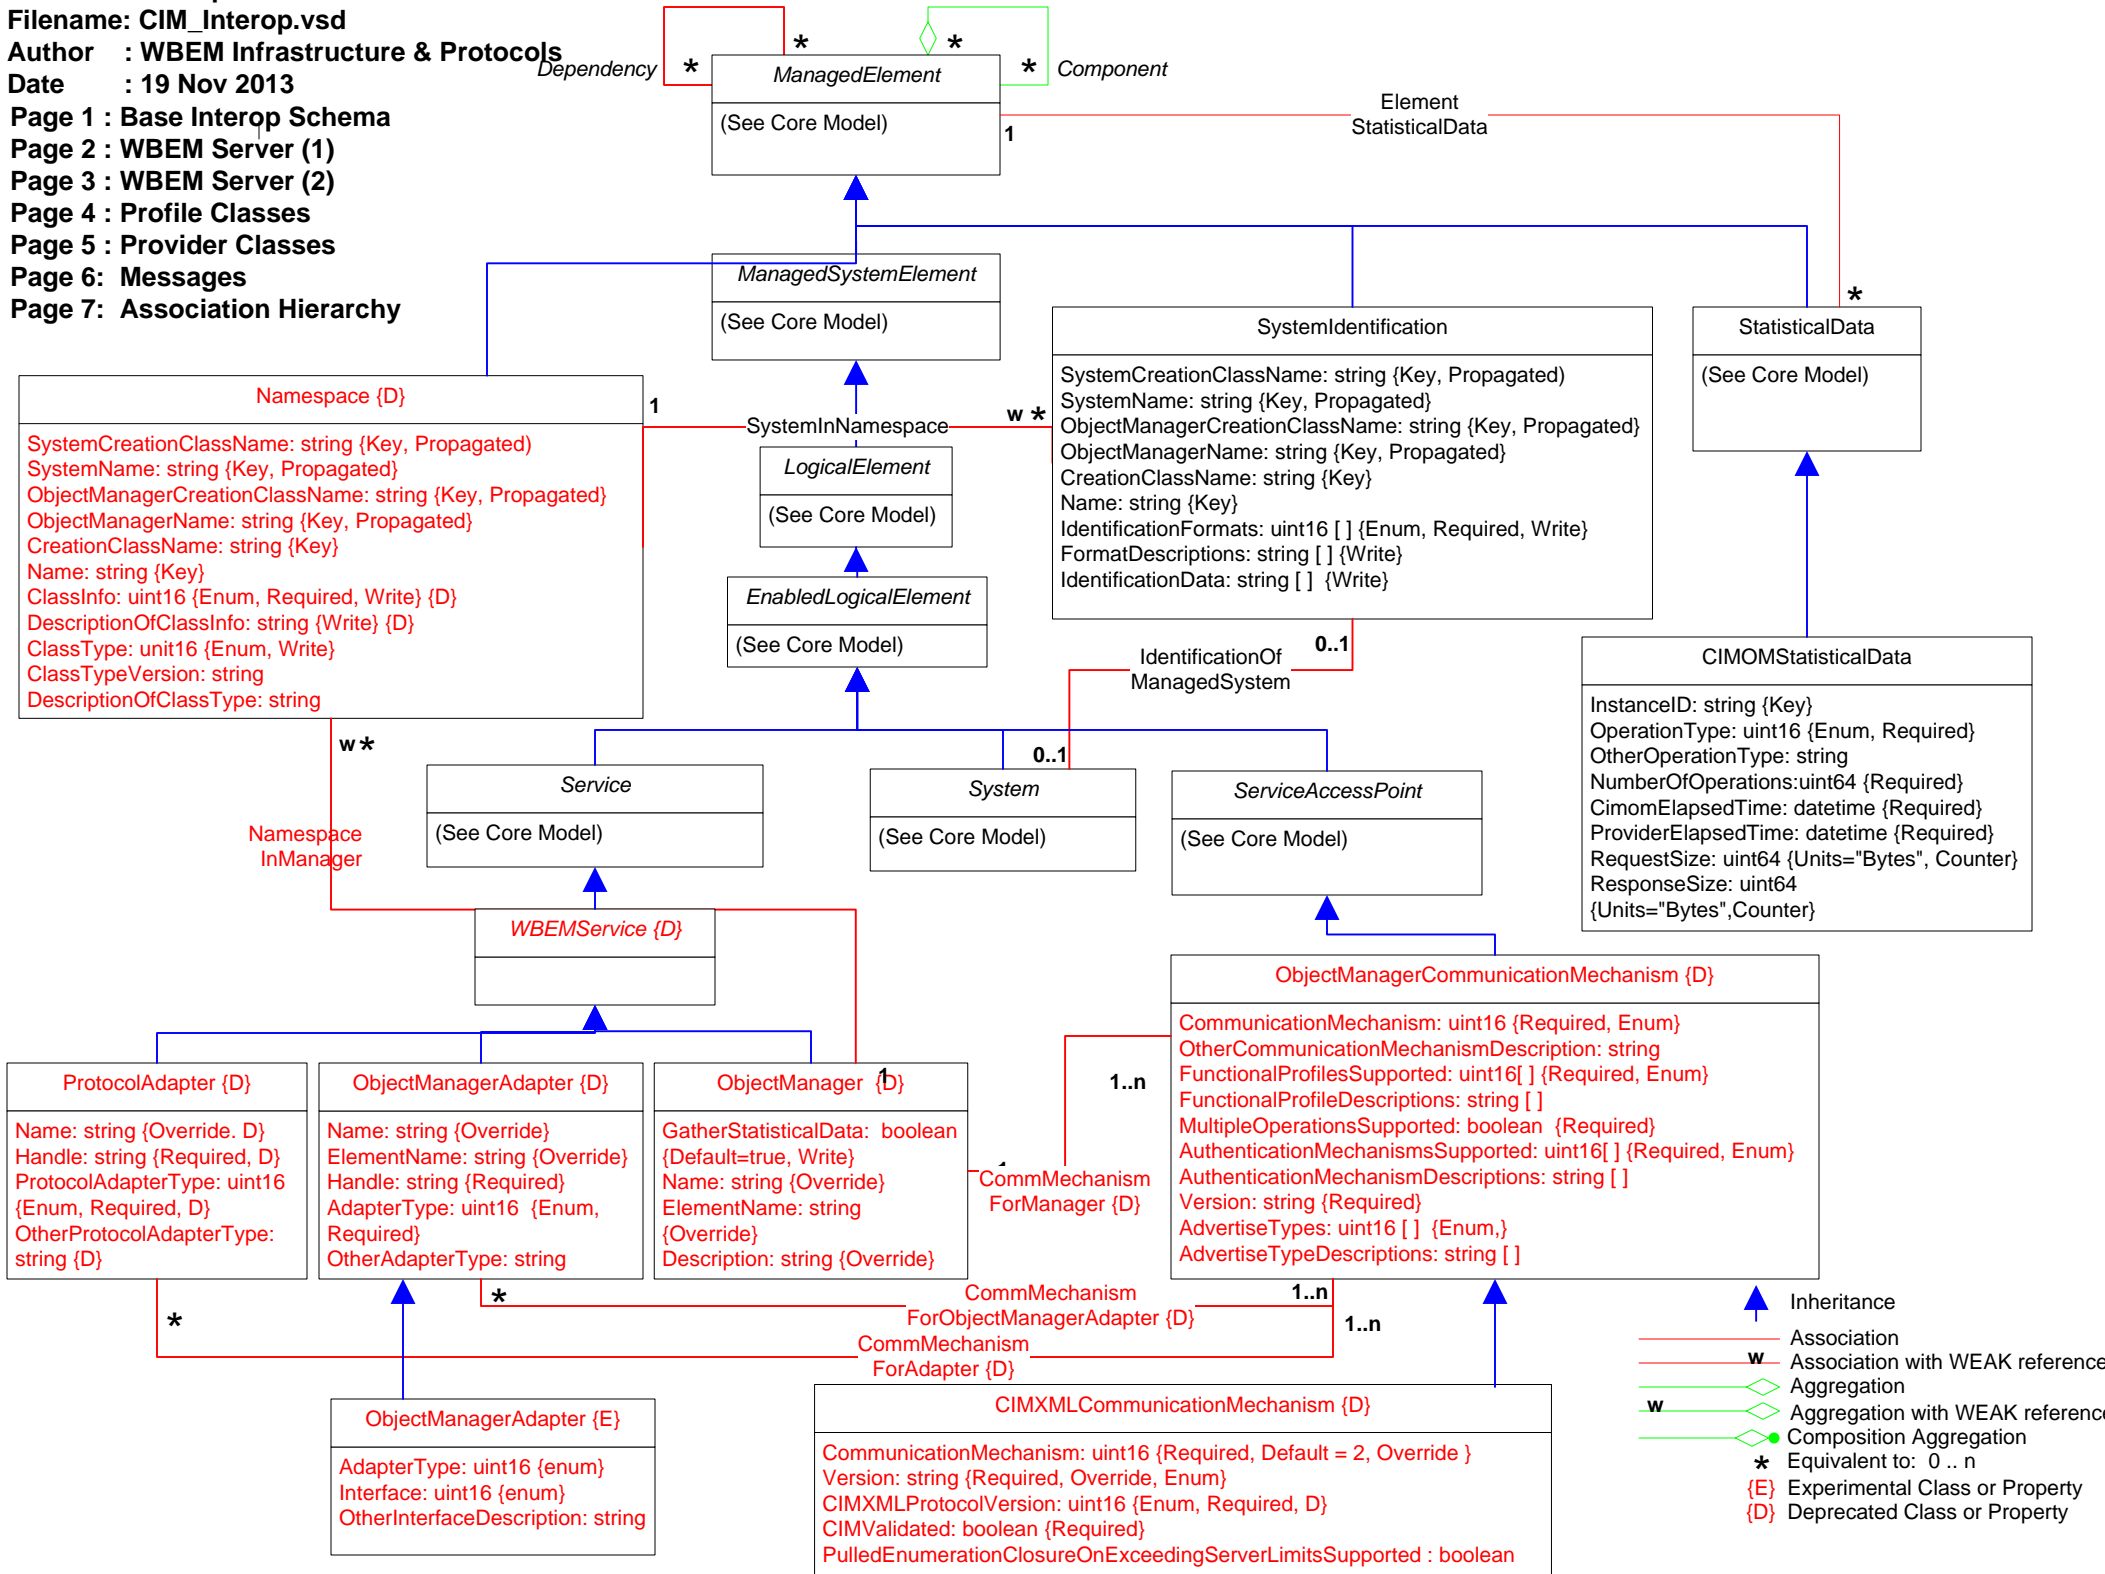 Filename: CIM_Interop.vsd
Author : WBEM Infrastructure & Protocols
Date : 19 Nov 2013
Page 1 : Base Interop Schema
Page 2 : WBEM Server (1)
Page 3 : WBEM Server (2)
Page 4 : Profile Classes
Page 5 : Provider Classes
Page 6: Messages
Page 7: Association Hierarchy
Dependency
*
*
ManagedElement
(See Core Model)
*
*
Component
1
Element
StatisticalData
*
ManagedSystemElement
(See Core Model)
SystemIdentification
SystemCreationClassName: string {Key, Propagated)
SystemName: string {Key, Propagated}
ObjectManagerCreationClassName: string {Key, Propagated}
ObjectManagerName: string {Key, Propagated}
CreationClassName: string {Key}
Name: string {Key}
IdentificationFormats: uint16 [ ] {Enum, Required, Write}
FormatDescriptions: string [ ] {Write}
IdentificationData: string [ ] {Write}
StatisticalData
(See Core Model)
Namespace {D}
SystemCreationClassName: string {Key, Propagated)
SystemName: string {Key, Propagated}
ObjectManagerCreationClassName: string {Key, Propagated}
ObjectManagerName: string {Key, Propagated}
CreationClassName: string {Key}
Name: string {Key}
ClassInfo: uint16 {Enum, Required, Write} {D}
DescriptionOfClassInfo: string {Write} {D}
ClassType: unit16 {Enum, Write}
ClassTypeVersion: string
DescriptionOfClassType: string
1
SystemInNamespace
w *
LogicalElement
(See Core Model)
EnabledLogicalElement
(See Core Model)
IdentificationOf
ManagedSystem
0..1
0..1
CIMOMStatisticalData
InstanceID: string {Key}
OperationType: uint16 {Enum, Required}
OtherOperationType: string
NumberOfOperations:uint64 {Required}
CimomElapsedTime: datetime {Required}
ProviderElapsedTime: datetime {Required}
RequestSize: uint64 {Units="Bytes", Counter}
ResponseSize: uint64
{Units="Bytes",Counter}
w *
Namespace
InManager
Service
(See Core Model)
System
(See Core Model)
ServiceAccessPoint
(See Core Model)
WBEMService {D}
ObjectManagerCommunicationMechanism {D}
CommunicationMechanism: uint16 {Required, Enum}
OtherCommunicationMechanismDescription: string
FunctionalProfilesSupported: uint16[ ] {Required, Enum}
FunctionalProfileDescriptions: string [ ]
MultipleOperationsSupported: boolean {Required}
AuthenticationMechanismsSupported: uint16[ ] {Required, Enum}
AuthenticationMechanismDescriptions: string [ ]
Version: string {Required}
AdvertiseTypes: uint16 [ ] {Enum,}
AdvertiseTypeDescriptions: string [ ]
ProtocolAdapter {D}
Name: string {Override. D}
Handle: string {Required, D}
ProtocolAdapterType: uint16
{Enum, Required, D}
OtherProtocolAdapterType:
string {D}
ObjectManagerAdapter {D}
Name: string {Override}
ElementName: string {Override}
Handle: string {Required}
AdapterType: uint16 {Enum,
Required}
OtherAdapterType: string
ObjectManager {D}
1
GatherStatisticalData: boolean
{Default=true, Write}
Name: string {Override}
ElementName: string
{Override}
Description: string {Override}
1..n
CommMechanism
ForManager {D}
*
*
CommMechanism
ForObjectManagerAdapter {D}
1..n
CommMechanism
ForAdapter {D}
1..n
ObjectManagerAdapter {E}
AdapterType: uint16 {enum}
Interface: uint16 {enum}
OtherInterfaceDescription: string
CIMXMLCommunicationMechanism {D}
CommunicationMechanism: uint16 {Required, Default = 2, Override }
Version: string {Required, Override, Enum}
CIMXMLProtocolVersion: uint16 {Enum, Required, D}
CIMValidated: boolean {Required}
PulledEnumerationClosureOnExceedingServerLimitsSupported : boolean
Inheritance
Association
w Association with WEAK reference
Aggregation
w Aggregation with WEAK reference
Composition Aggregation
* Equivalent to: 0 .. n
{E} Experimental Class or Property
{D} Deprecated Class or Property